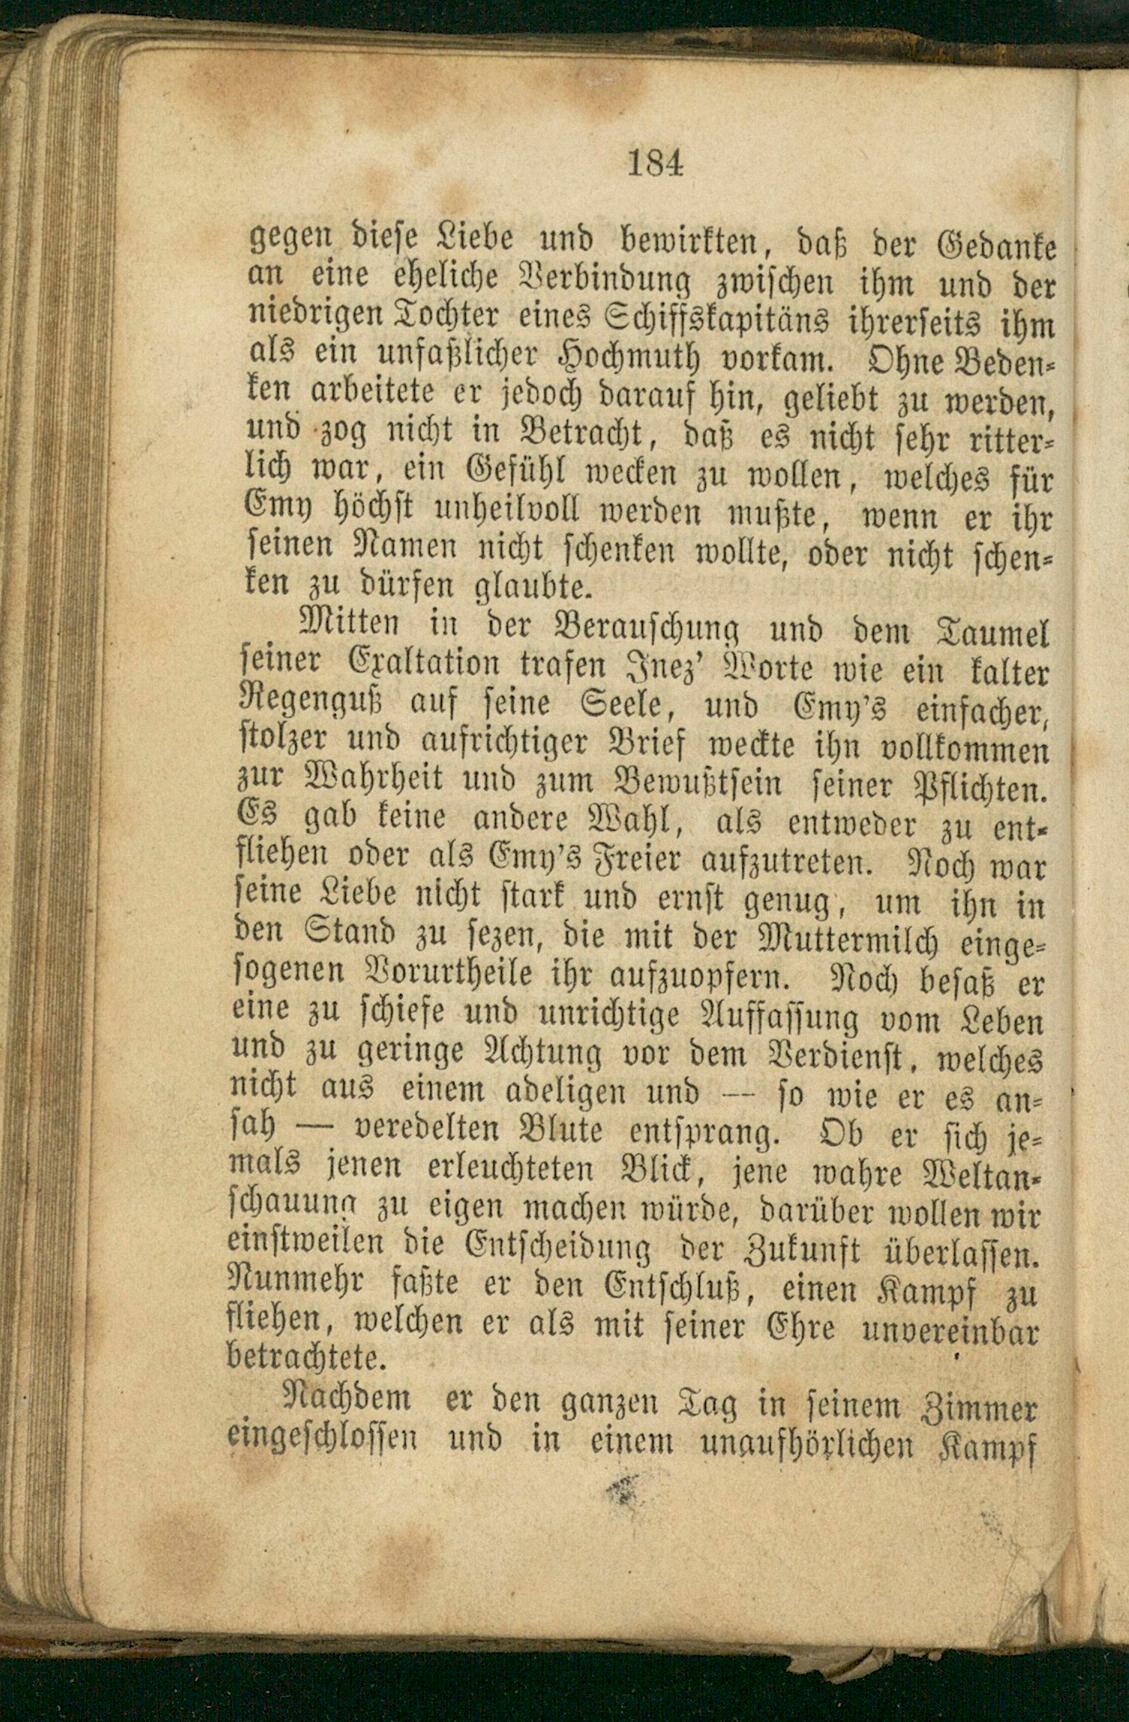 184
gegen diese Liebe und bewirkten, daß der Gedanke
an eine eheliche Verbindung zwischen ihm und der
niedrigen Tochter eines Schiffskapitäns ihrerseits ihm
als ein unfaßlicher Hochmuth vorkam. Ohne Beden-
ken arbeitete er jedoch darauf hin, geliebt zu werden,
und zog nicht in Betracht, daß es nicht sehr ritter-
lich war, ein Gefühl wecken zu wollen, welches für
Emy höchst unheilvoll werden mußte, wenn er ihr
seinen Namen nicht schenken wollte, oder nicht schen-
ken zu dürfen glaubte.
Mitten in der Berauschung und dem Taumel
seiner Exaltation trafen Inez' Worte wie ein kalter
Regenguß auf seine Seele, und Emy's einfacher,
stolzer und aufrichtiger Brief weckte ihn vollkommen
zur Wahrheit und zum Bewußtsein seiner Pflichten.
Es gab keine andere Wahl, als entweder zu ent-
fliehen oder als Emy's Freier aufzutreten. Noch war
seine Liebe nicht stark und ernst genug, um ihn in
den Stand zu sezen, die mit der Muttermilch einge-
sogenen Vorurtheile ihr aufzuopfern. Noch besaß er
eine zu schiefe und unrichtige Auffassung vom Leben
und zu geringe Achtung vor dem Verdienst, welches
nicht aus einem adeligen und — so wie er es an-
sah — veredelten Blute entsprang. Ob er sich je-
mals jenen erleuchteten Blick, jene wahre Weltan-
schauung zu eigen machen würde, darüber wollen wir
einstweilen die Entscheidung der Zukunft überlassen.
Nunmehr faßte er den Entschluß, einen Kampf zu
fliehen, welchen er als mit seiner Ehre unvereinbar
betrachtete.
Nachdem er den ganzen Tag in seinem Zimmer
eingeschlossen und in einem unaufhörlichen Kampf